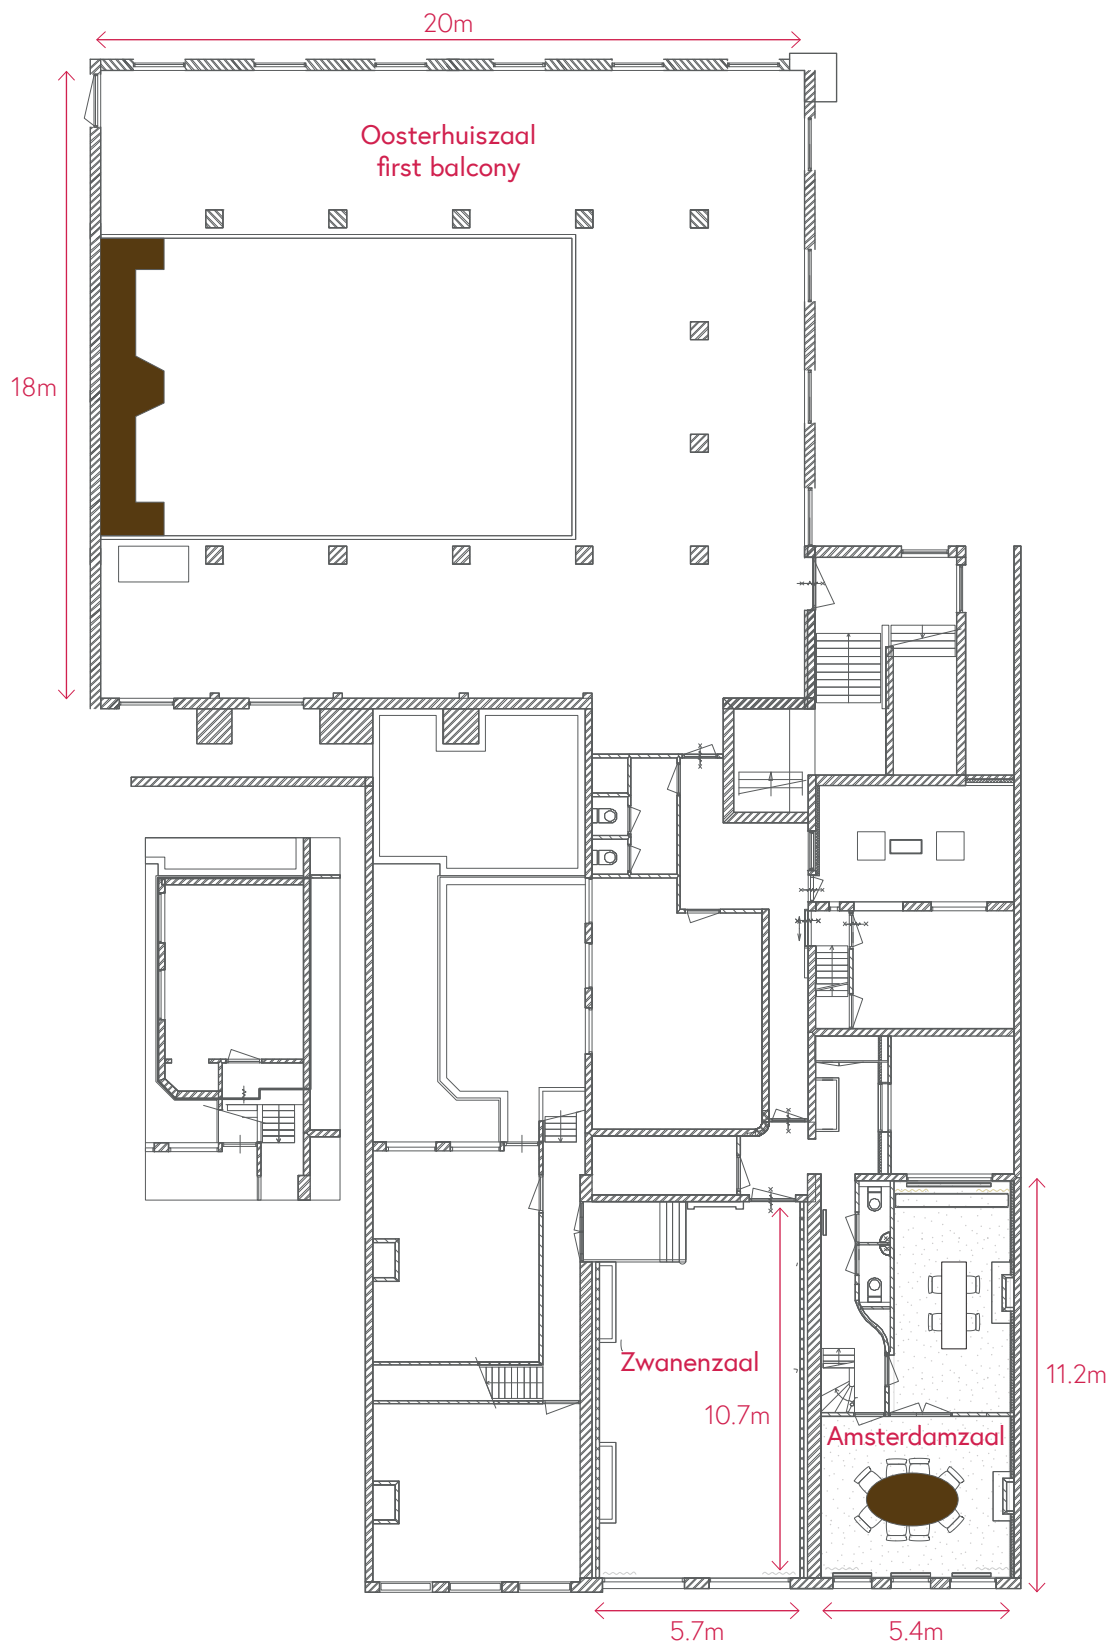 20m
Oosterhuiszaal
first balcony
18m
Zwanenzaal
10.7m
11.2m
Amsterdamzaal
5.7m
5.4m